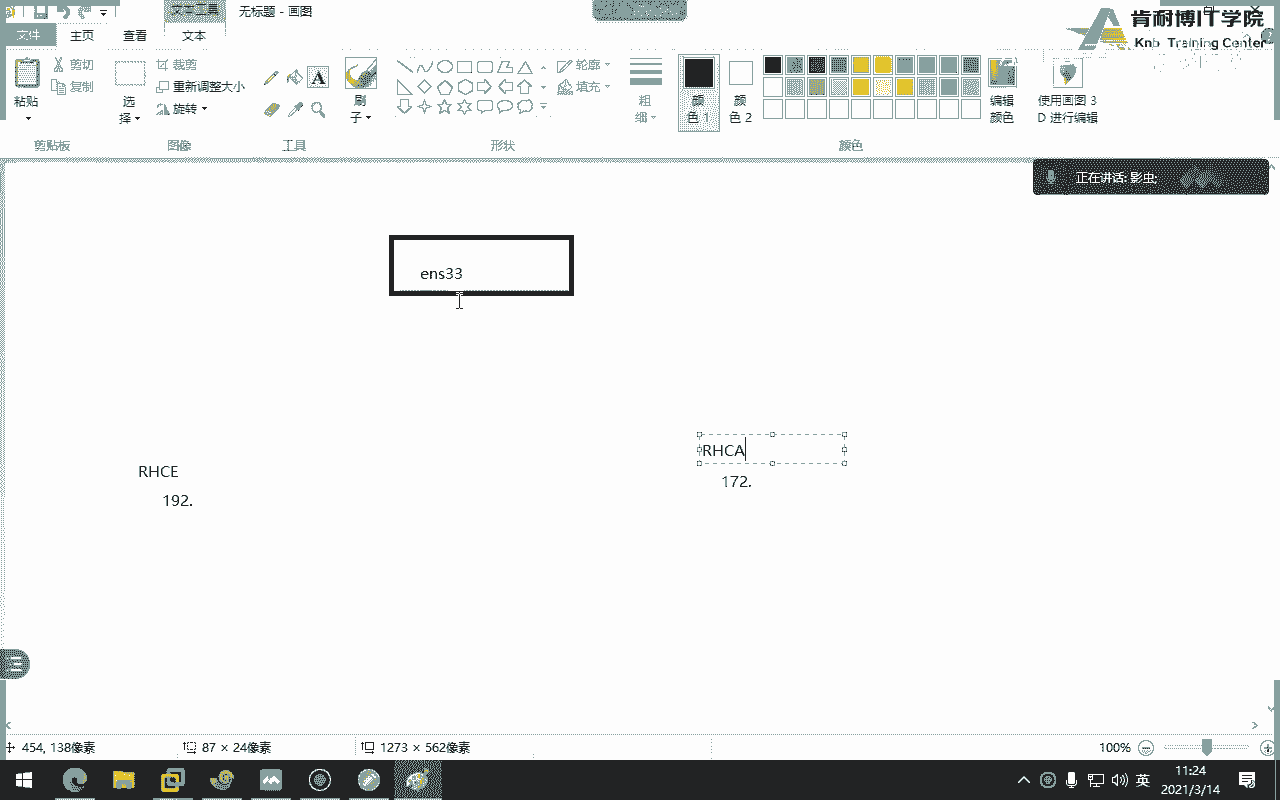 文本工具 无标题 - 画图
文件 主页 查看 文本
肯耐博IT学院
Knb Training Center
粘贴 剪切 复制
选择 裁剪 重新调整大小 旋转
刷子
轮廓 填充
粗细
颜色 1 颜色 2
编辑颜色
使用画图 3D 进行编辑
剪贴板 图像 工具 形状 颜色
正在讲话: 影虫;
ens33
RHCA
RHCE
172.
192.
454, 138像素 87 × 24像素 1273 × 562像素 100%
英
11:24
2021/3/14